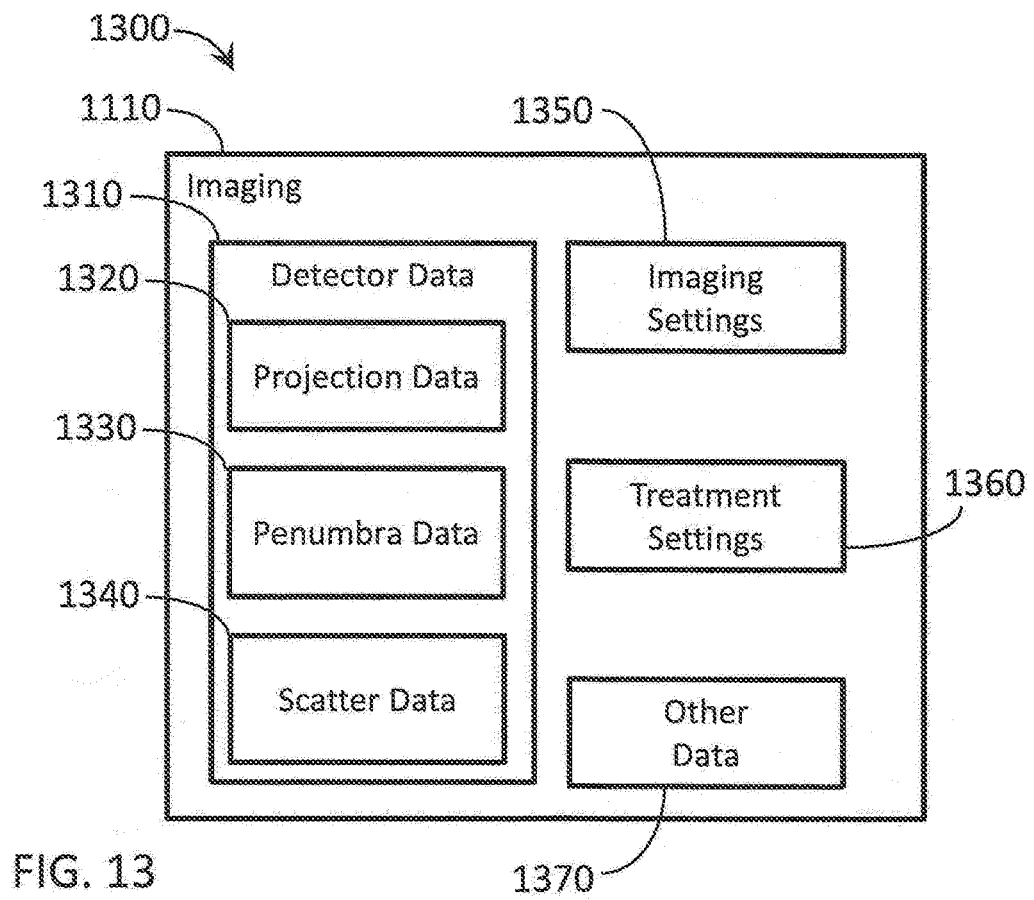 1300
1110
1350
Imaging
1310
Detector Data
1320
Projection Data
1330
Penumbra Data
1340
Scatter Data
Imaging
Settings
Treatment
Settings
1360
Other
Data
1370
FIG. 13